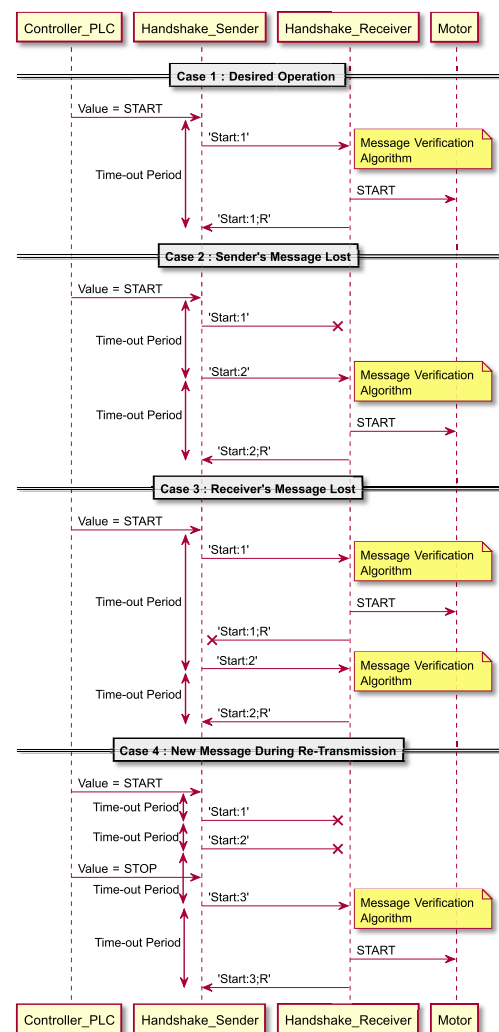 Controller_PLC Handshake_Sender Handshake_Receiver Motor
Case 1 : Desired Operation
Value = START
'Start:1'
Message Verification
Algorithm
Time-out Period
START
'Start:1;R'
Case 2 : Sender's Message Lost
Value = START
'Start:1'
Time-out Period
'Start:2'
Message Verification
Algorithm
Time-out Period
START
'Start:2;R'
Case 3 : Receiver's Message Lost
Value = START
'Start:1'
Message Verification
Algorithm
Time-out Period
START
'Start:1;R'
'Start:2'
Message Verification
Algorithm
Time-out Period
'Start:2;R'
Case 4 : New Message During Re-Transmission
Value = START
Time-out Period
'Start:1'
Time-out Period
'Start:2'
Value = STOP
Time-out Period
'Start:3'
Message Verification
Algorithm
Time-out Period
START
'Start:3;R'
Controller_PLC Handshake_Sender Handshake_Receiver Motor